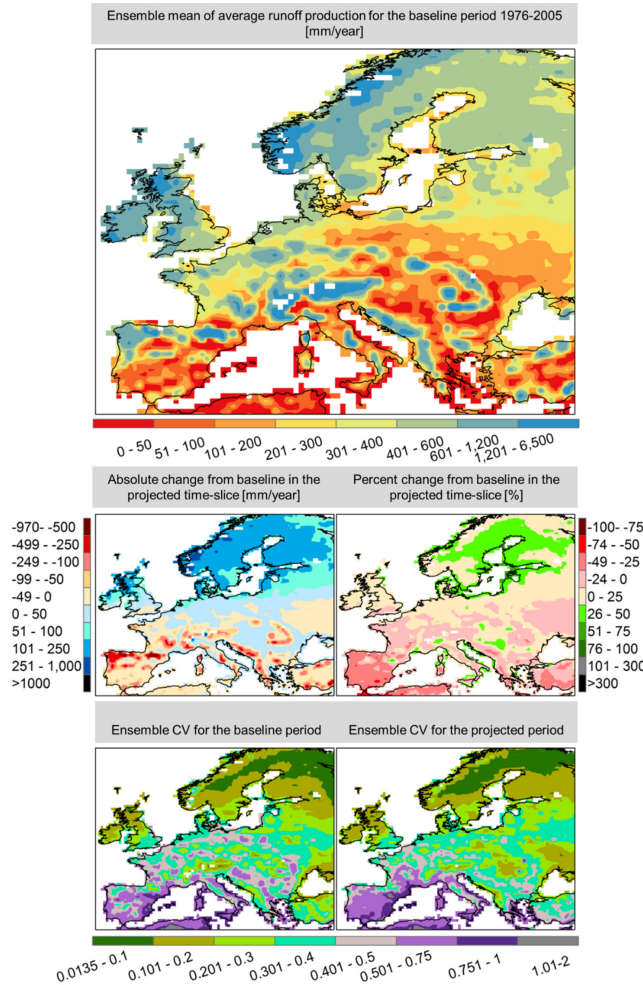 Ensemble mean of average runoff production for the baseline period 1976-2005
[mm/year]
0 - 50
51 - 100
101 - 200
201 - 300
301 - 400
401 - 600
601 - 1,200
1,201 - 6,500
Absolute change from baseline in the
projected time-slice [mm/year]
Percent change from baseline in the
projected time-slice [%]
-970 - -500
-499 - -250
-249 - -100
-99 - -50
-49 - 0
0 - 50
51 - 100
101 - 250
251 - 1,000
>1000
-100 - -75
-74 - -50
-49 - -25
-24 - 0
0 - 25
26 - 50
51 - 75
76 - 100
101 - 300
>300
Ensemble CV for the baseline period
Ensemble CV for the projected period
0.0135 - 0.1
0.101 - 0.2
0.201 - 0.3
0.301 - 0.4
0.401 - 0.5
0.501 - 0.75
0.751 - 1
1.01-2